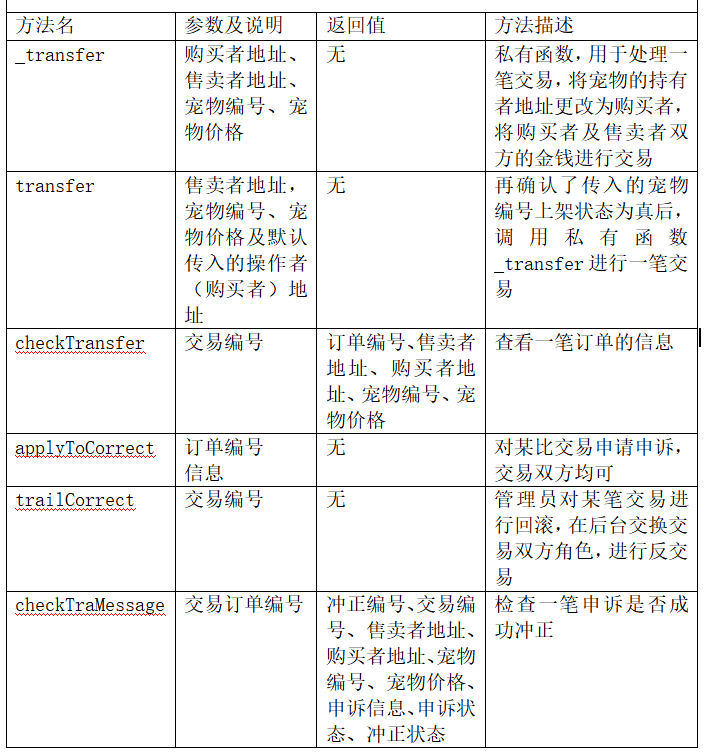 方法名
参数及说明
返回值
方法描述
_transfer
购买者地址、
售卖者地址、
宠物编号、宠
物价格
无
私有函数,用于处理一
笔交易,将宠物的持有
者地址更改为购买者,
将购买者及售卖者双
方的金钱进行交易
transfer
售卖者地址,
宠物编号、宠
物价格及默认
传入的操作者
(购买者)地
址
无
再确认了传入的宠物
编号上架状态为真后,
调用私有函数
_transfer 进行一笔交
易
checkTransfer
交易编号
订单编号、售卖者
地址、购买者地
址、宠物编号、宠
物价格
查看一笔订单的信息
applyToCorrect
订单编号
信息
无
对某比交易申请申诉,
交易双方均可
trailCorrect
交易编号
无
管理员对某笔交易进
行回滚,在后台交换交
易双方角色,进行反交
易
checkTraMessage
交易订单编号
冲正编号、交易编
号、售卖者地址、
购买者地址、宠物
编号、宠物价格、
申诉信息、申诉状
态、冲正状态
检查一笔申诉是否成
功冲正